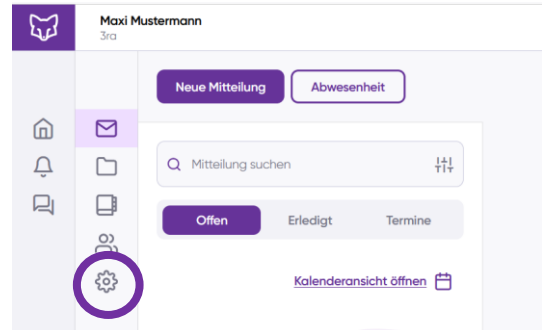 Maxi Mustermann
3ra
Neue Mitteilung
Abwesenheit
Mitteilung suchen
Offen
Erledigt
Termine
Kalenderansicht öffnen